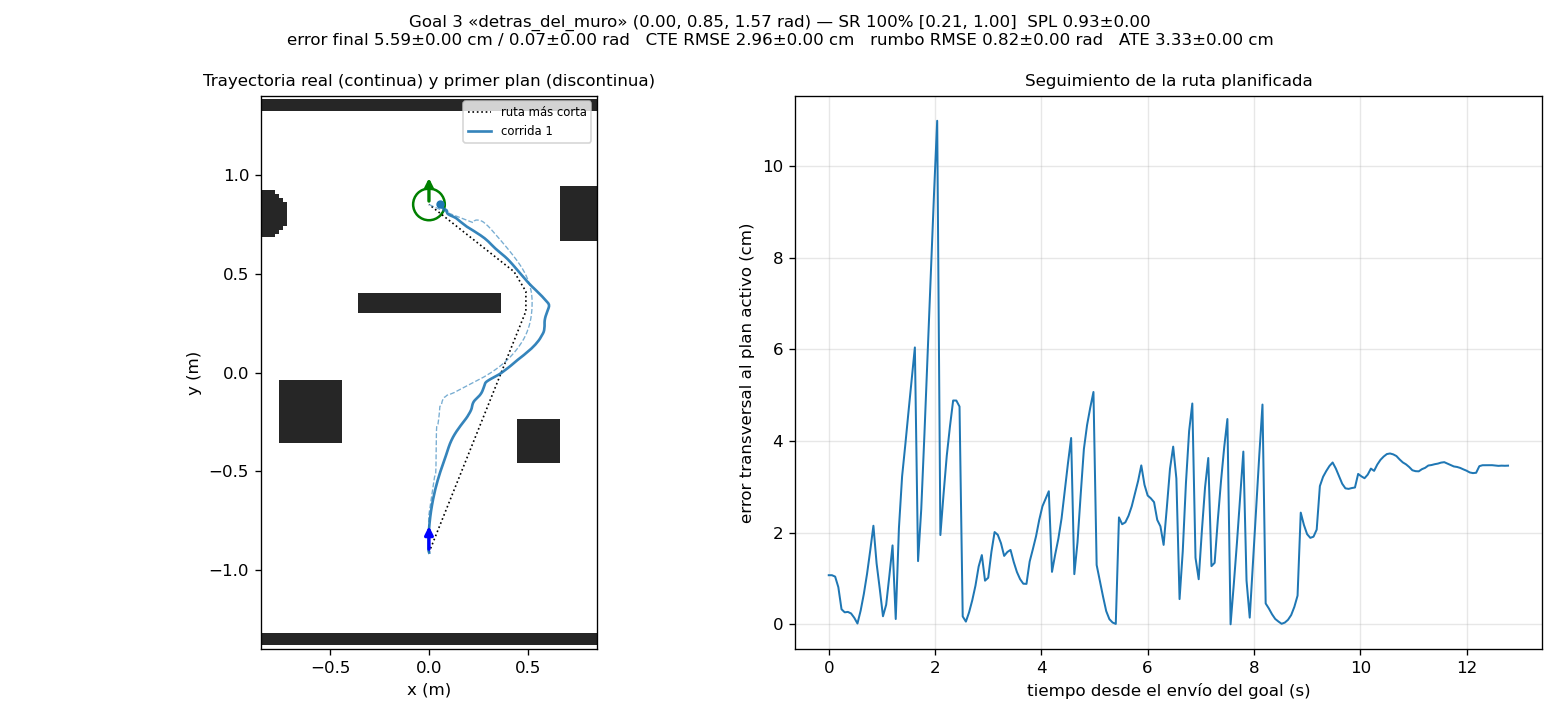 Goal 3 «detras_del_muro» (0.00, 0.85, 1.57 rad) — SR 100% [0.21, 1.00]  SPL 0.93±0.00
error final 5.59±0.00 cm / 0.07±0.00 rad   CTE RMSE 2.96±0.00 cm   rumbo RMSE 0.82±0.00 rad   ATE 3.33±0.00 cm
Trayectoria real (continua) y primer plan (discontinua)
ruta más corta
corrida 1
1.0
0.5
0.0
−0.5
−1.0
y (m)
−0.5
0.0
0.5
x (m)
Seguimiento de la ruta planificada
10
8
6
4
2
0
error transversal al plan activo (cm)
0
2
4
6
8
10
12
tiempo desde el envío del goal (s)